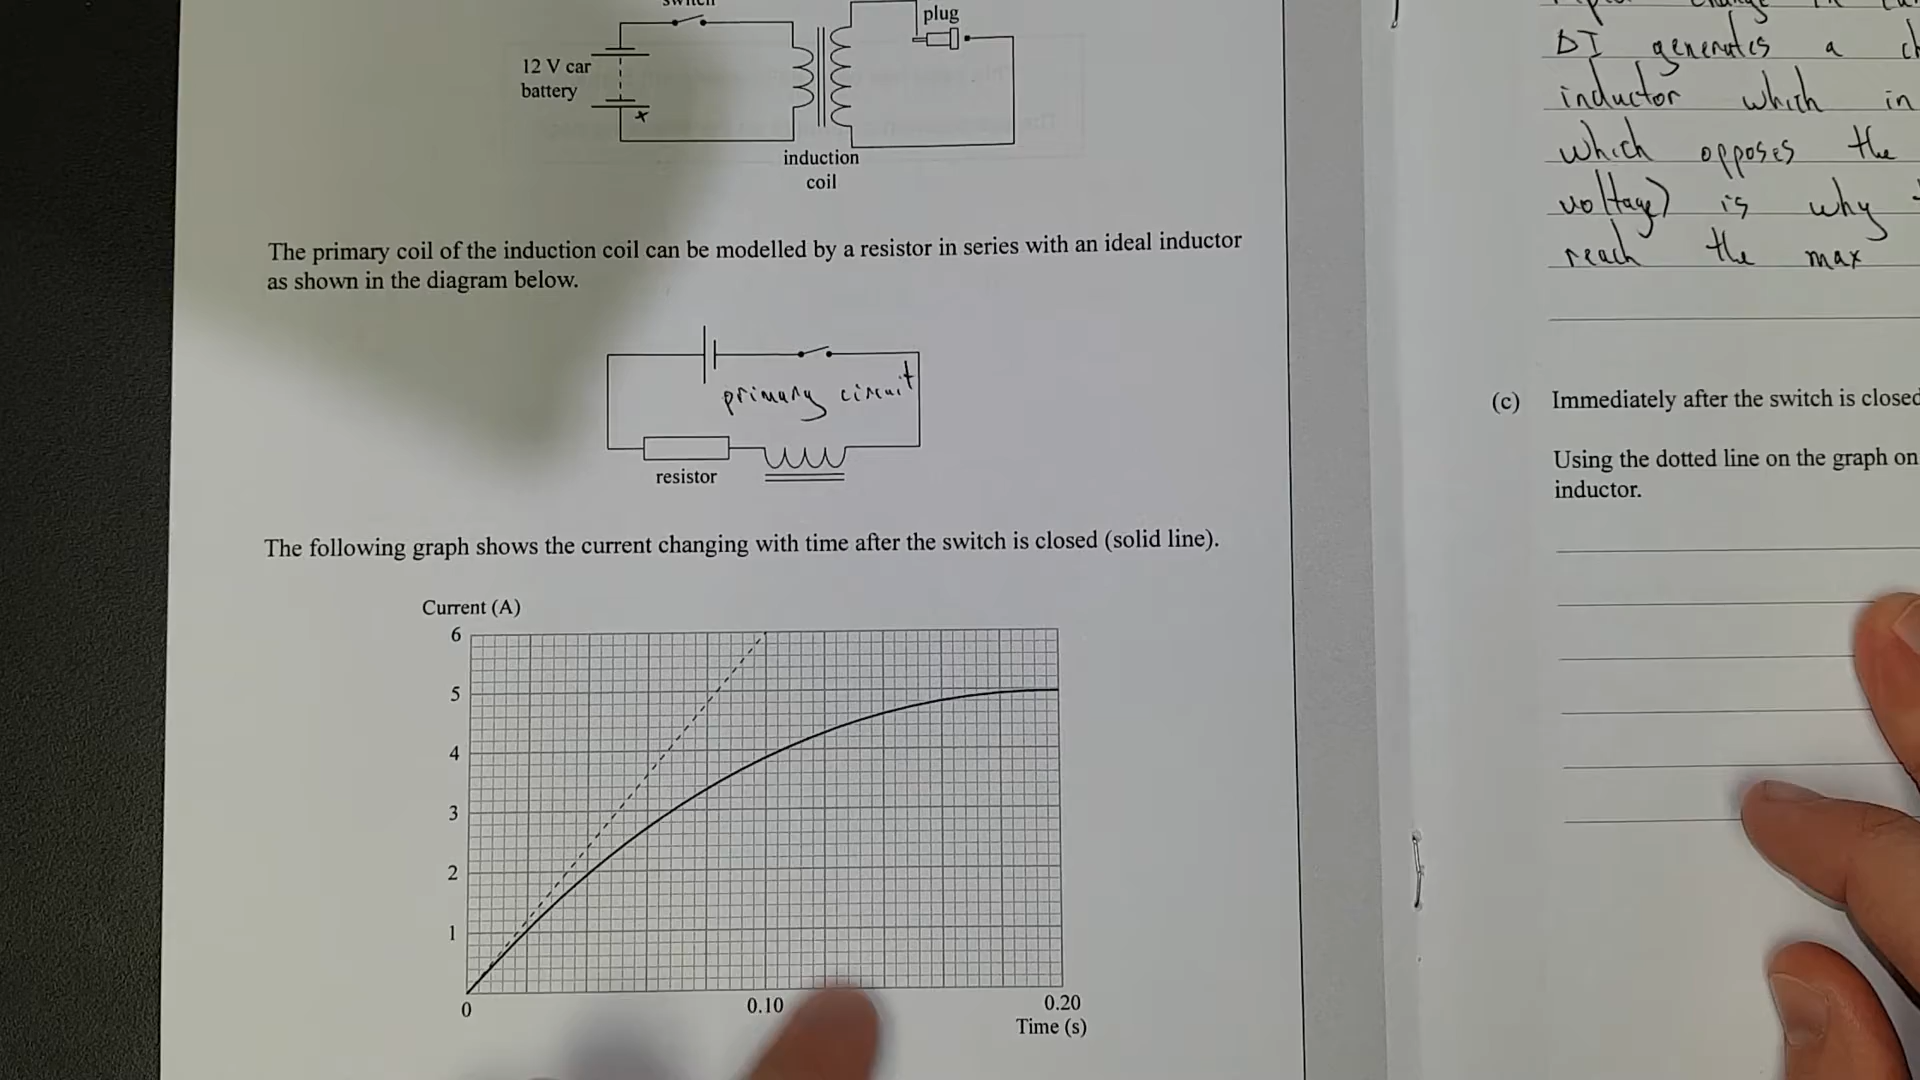 switch
plug
12 V car
battery
induction
coil
The primary coil of the induction coil can be modelled by a resistor in series with an ideal inductor
as shown in the diagram below.
primary circuit
resistor
The following graph shows the current changing with time after the switch is closed (solid line).
Current (A)
6
5
4
3
2
1
0
0.10
0.20
Time (s)
change in
DI generates a
inductor which in
which opposes the
voltage) is why
reach the max
(c) Immediately after the switch is closed
Using the dotted line on the graph on
inductor.